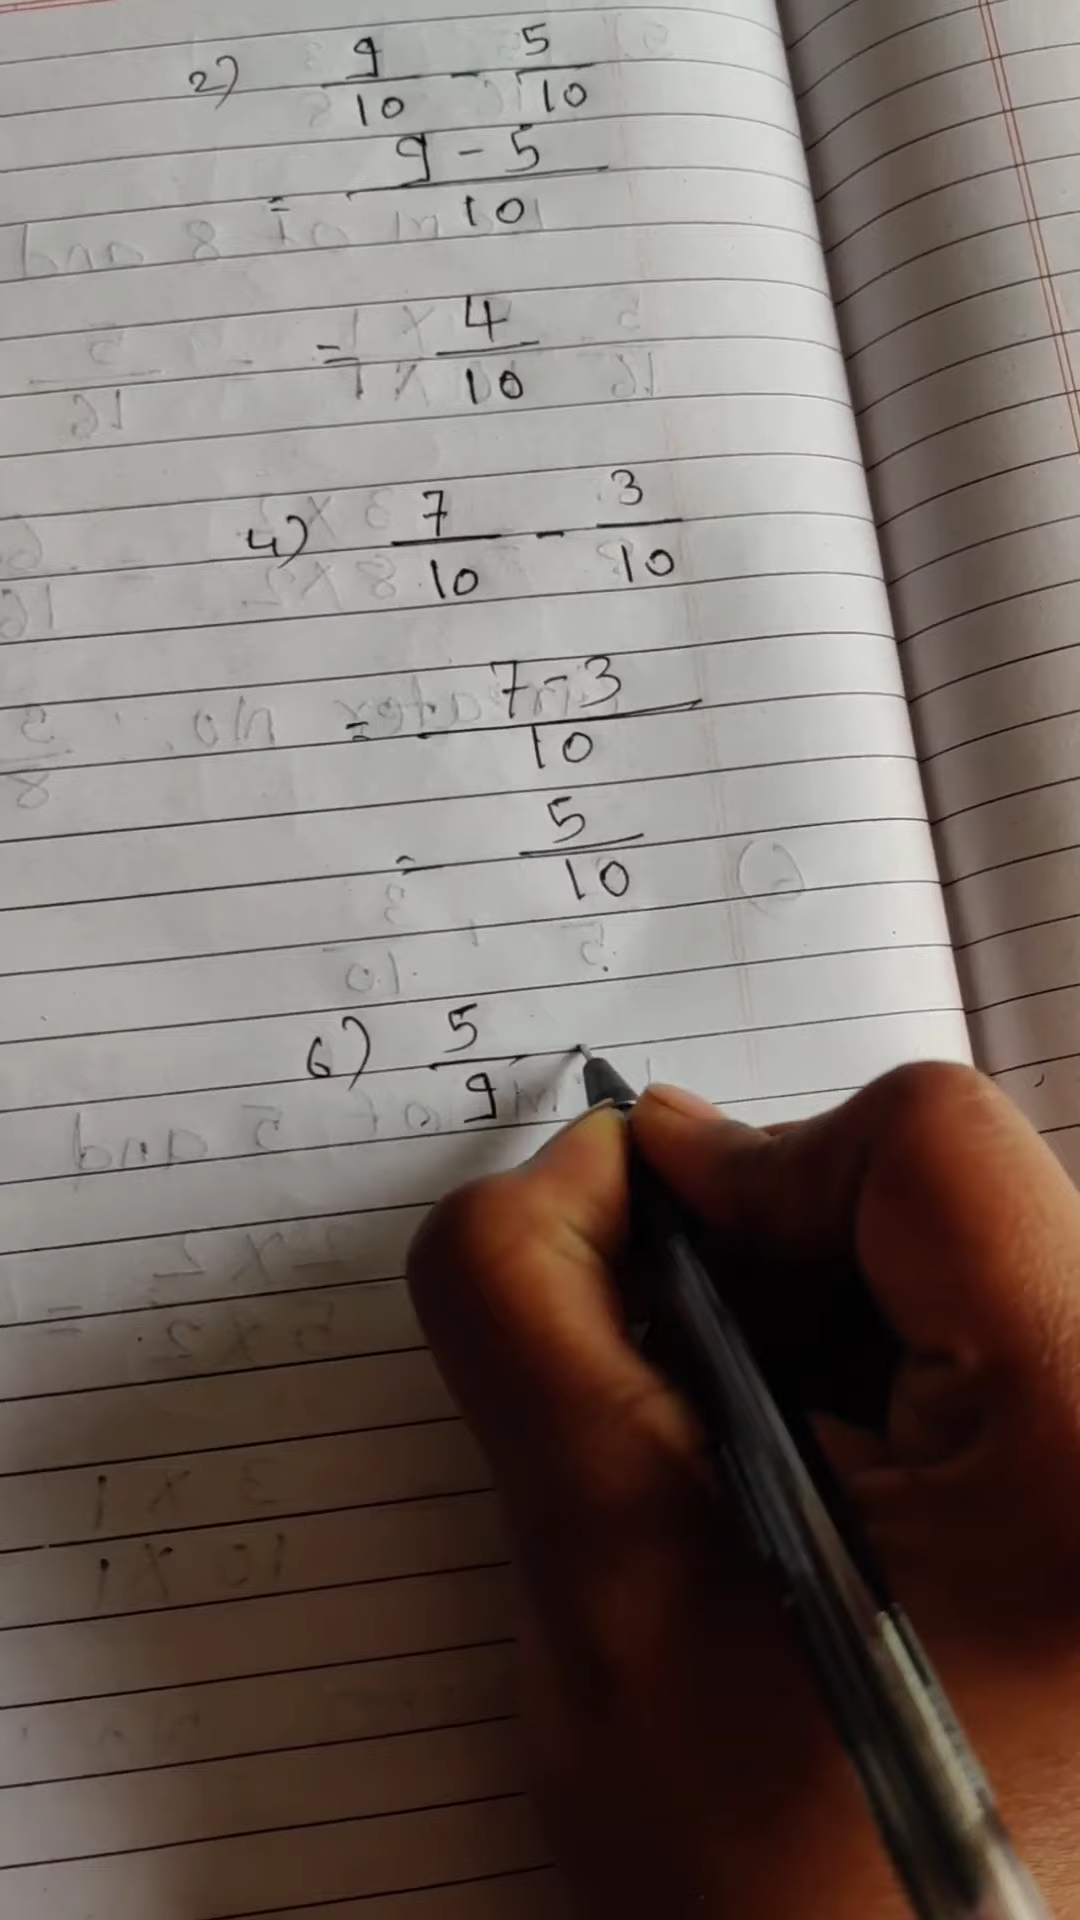 2) 9/10 - 5/10
= 9 - 5/10
= 4/10
4) 7/10 - 3/10
= 7-3/10
= 5/10
6) 5/9 -